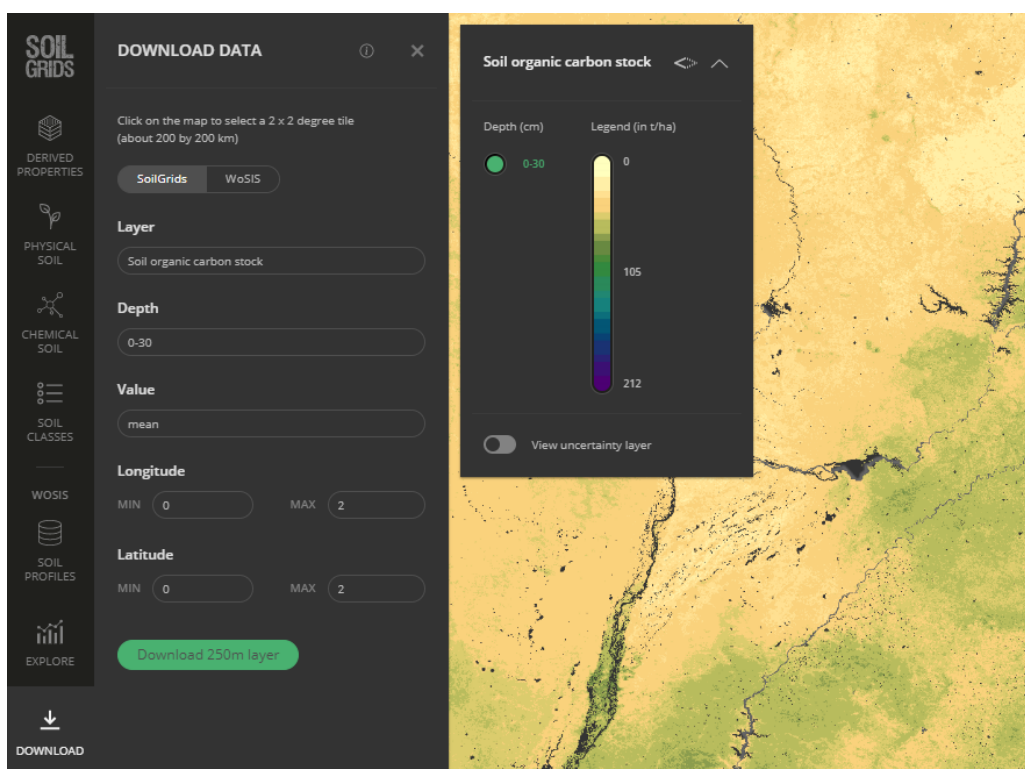 SOIL
GRIDS
DERIVED
PROPERTIES
PHYSICAL
SOIL
CHEMICAL
SOIL
SOIL
CLASSES
WOSIS
SOIL
PROFILES
EXPLORE
DOWNLOAD
DOWNLOAD DATA
Click on the map to select a 2 x 2 degree tile
(about 200 by 200 km)
SoilGrids WoSIS
Layer
Soil organic carbon stock
Depth
0-30
Value
mean
Longitude
MIN 0 MAX 2
Latitude
MIN 0 MAX 2
Download 250m layer
Soil organic carbon stock
Depth (cm) Legend (in t/ha)
0-30 0
105
212
View uncertainty layer